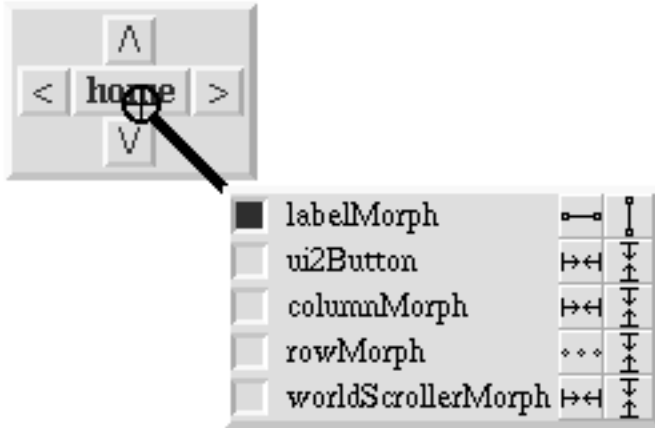 ^
< home >
V
labelMorph
ui2Button
columnMorph
rowMorph
worldScrollerMorph